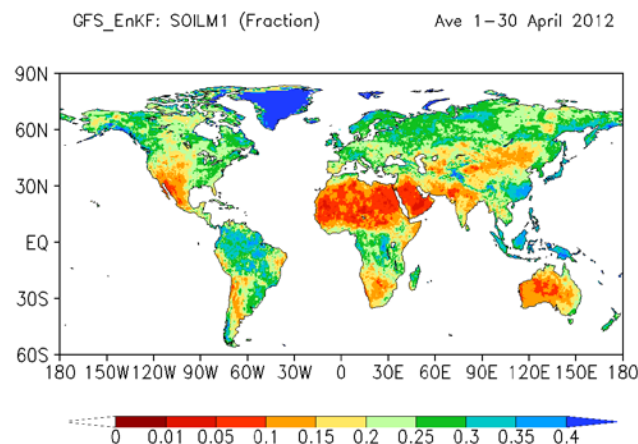 GFS_EnKF: SOILM1 (Fraction) Ave 1-30 April 2012
90N
60N
30N
EQ
30S
60S
180 150W 120W 90W 60W 30W 0 30E 60E 90E 120E 150E 180
0 0.01 0.05 0.1 0.15 0.2 0.25 0.3 0.35 0.4